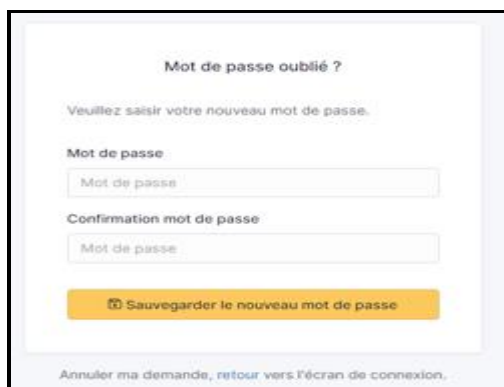 Mot de passe oublié ?
Veuillez saisir votre nouveau mot de passe.
Mot de passe
Mot de passe
Confirmation mot de passe
Mot de passe
Sauvegarder le nouveau mot de passe
Annuler ma demande, retour vers l'écran de connexion.